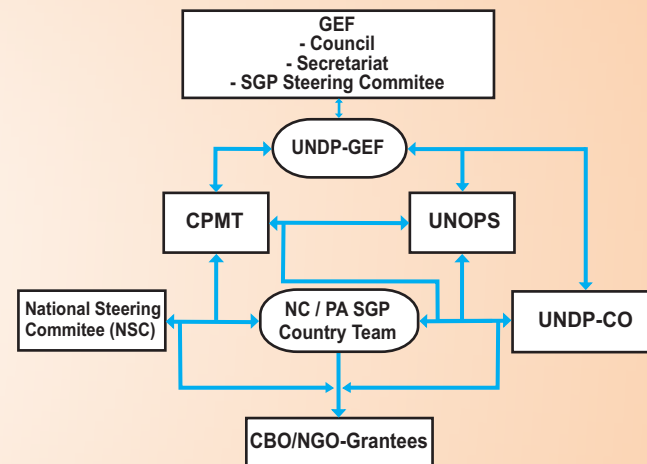 GEF
- Council
- Secretariat
- SGP Steering Commitee
UNDP-GEF
CPMT
UNOPS
National Steering
Commitee (NSC)
NC / PA SGP
Country Team
UNDP-CO
CBO/NGO-Grantees